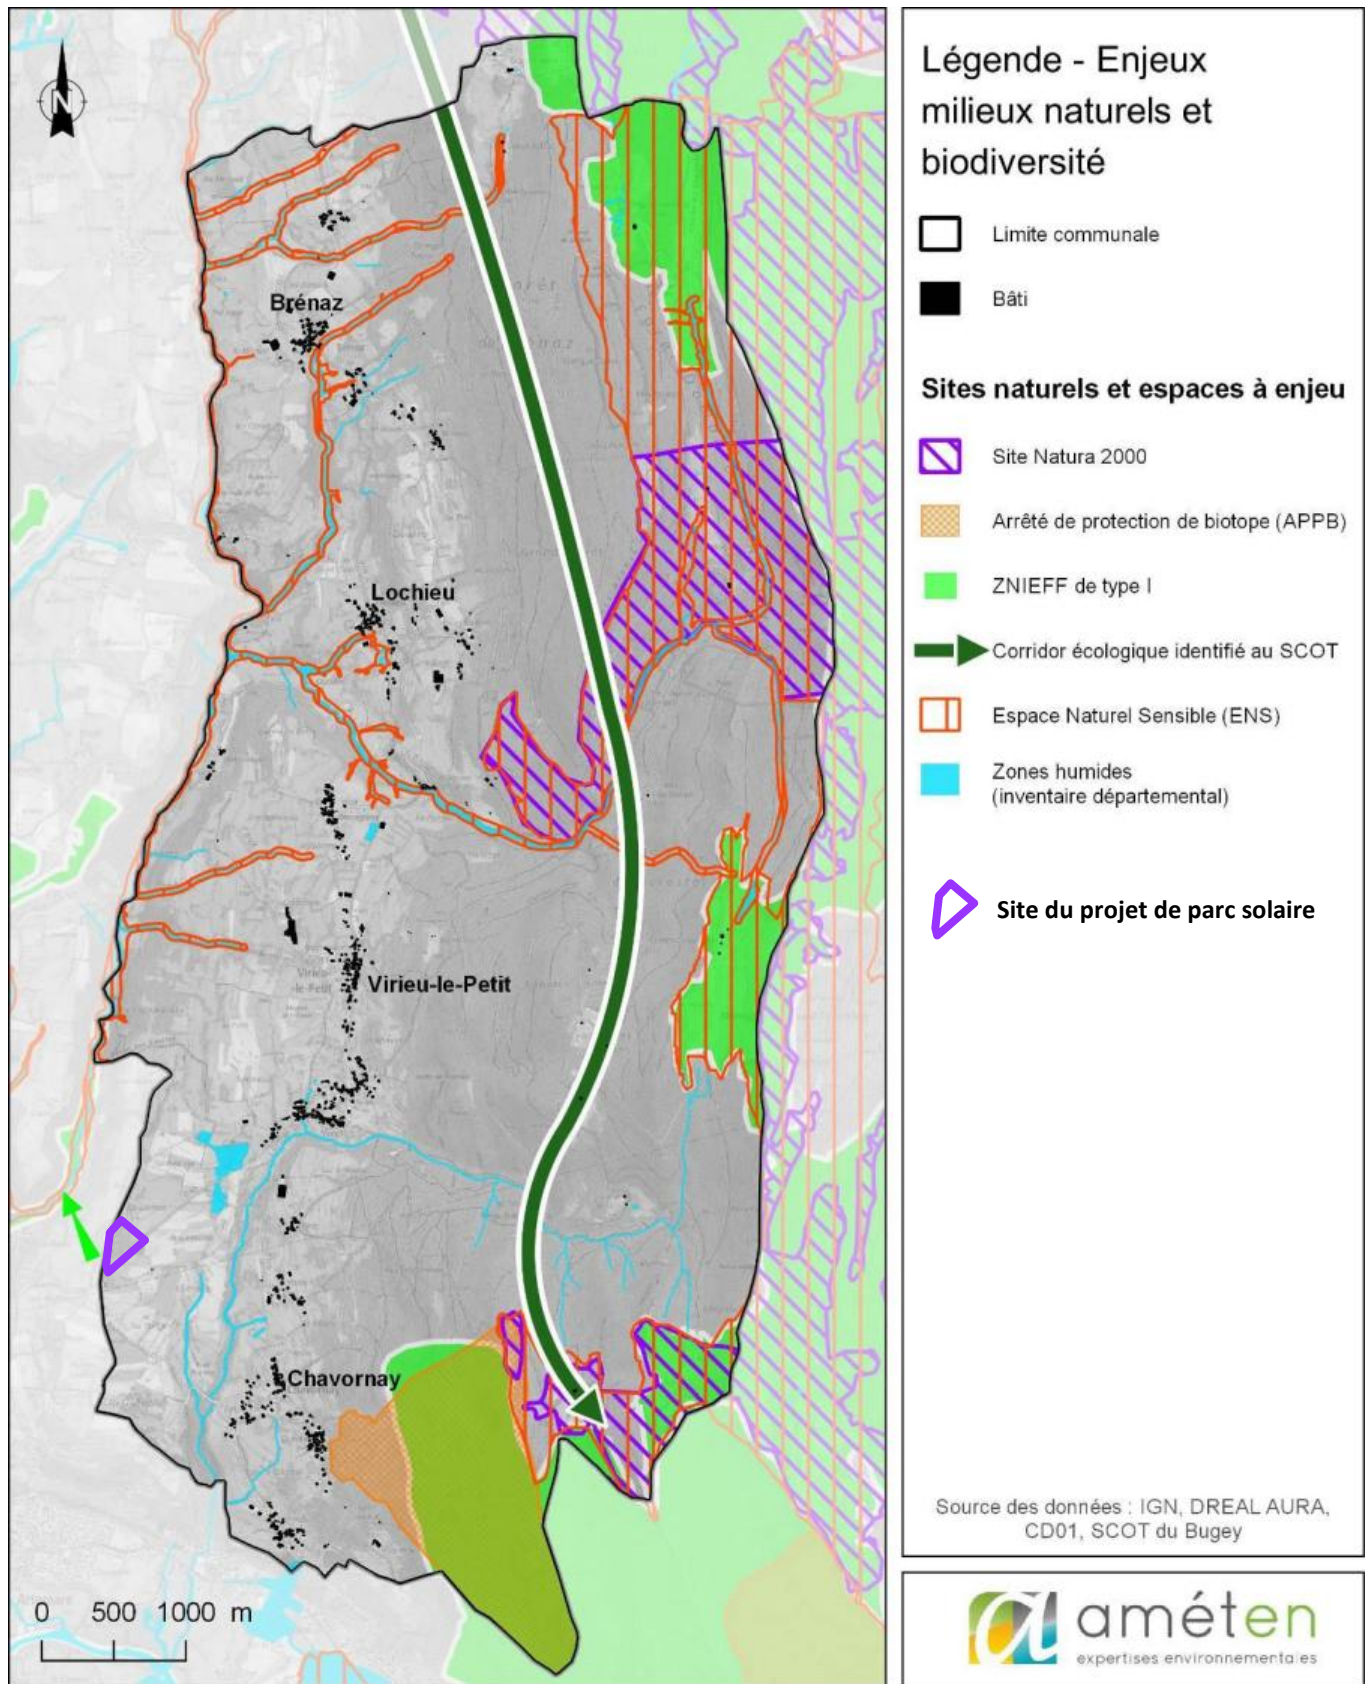 N
Brénaz
Lochieu
Virieu-le-Petit
Chavornay
0 500 1000 m
Légende - Enjeux
milieux naturels et
biodiversité
Limite communale
Bâti
Sites naturels et espaces à enjeu
Site Natura 2000
Arrêté de protection de biotope (APPB)
ZNIEFF de type I
Corridor écologique identifié au SCOT
Espace Naturel Sensible (ENS)
Zones humides
(inventaire départemental)
Site du projet de parc solaire
Source des données : IGN, DREAL AURA,
CD01, SCOT du Bugey
a améten
expertises environnementales